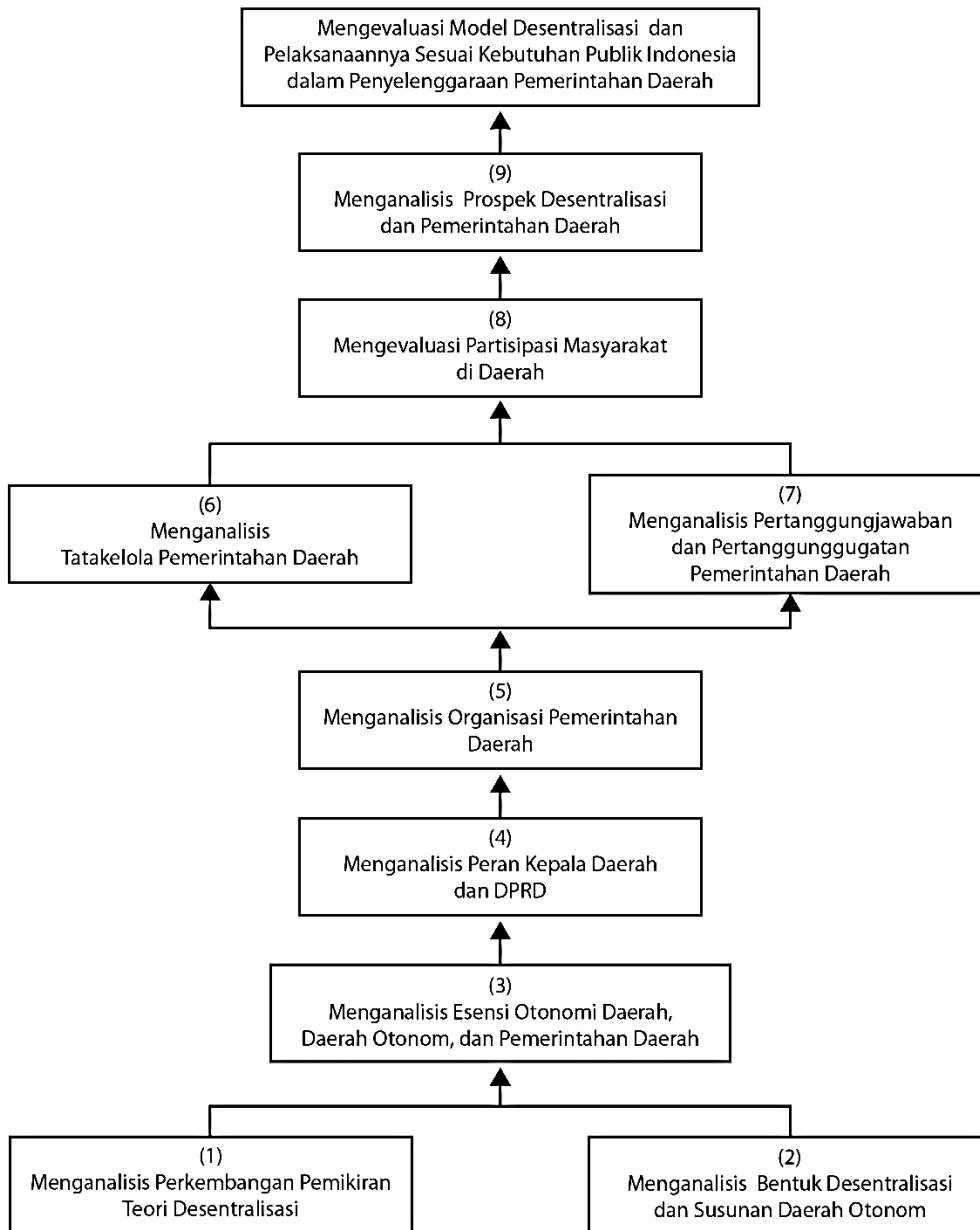 Mengevaluasi Model Desentralisasi dan
Pelaksanaannya Sesuai Kebutuhan Publik Indonesia
dalam Penyelenggaraan Pemerintahan Daerah
(9)
Menganalisis Prospek Desentralisasi
dan Pemerintahan Daerah
(8)
Mengevaluasi Partisipasi Masyarakat
di Daerah
(6)
Menganalisis
Tatakelola Pemerintahan Daerah
(7)
Menganalisis Pertanggungjawaban
dan Pertanggunggugatan
Pemerintahan Daerah
(5)
Menganalisis Organisasi Pemerintahan
Daerah
(4)
Menganalisis Peran Kepala Daerah
dan DPRD
(3)
Menganalisis Esensi Otonomi Daerah,
Daerah Otonom, dan Pemerintahan Daerah
(1)
Menganalisis Perkembangan Pemikiran
Teori Desentralisasi
(2)
Menganalisis Bentuk Desentralisasi
dan Susunan Daerah Otonom